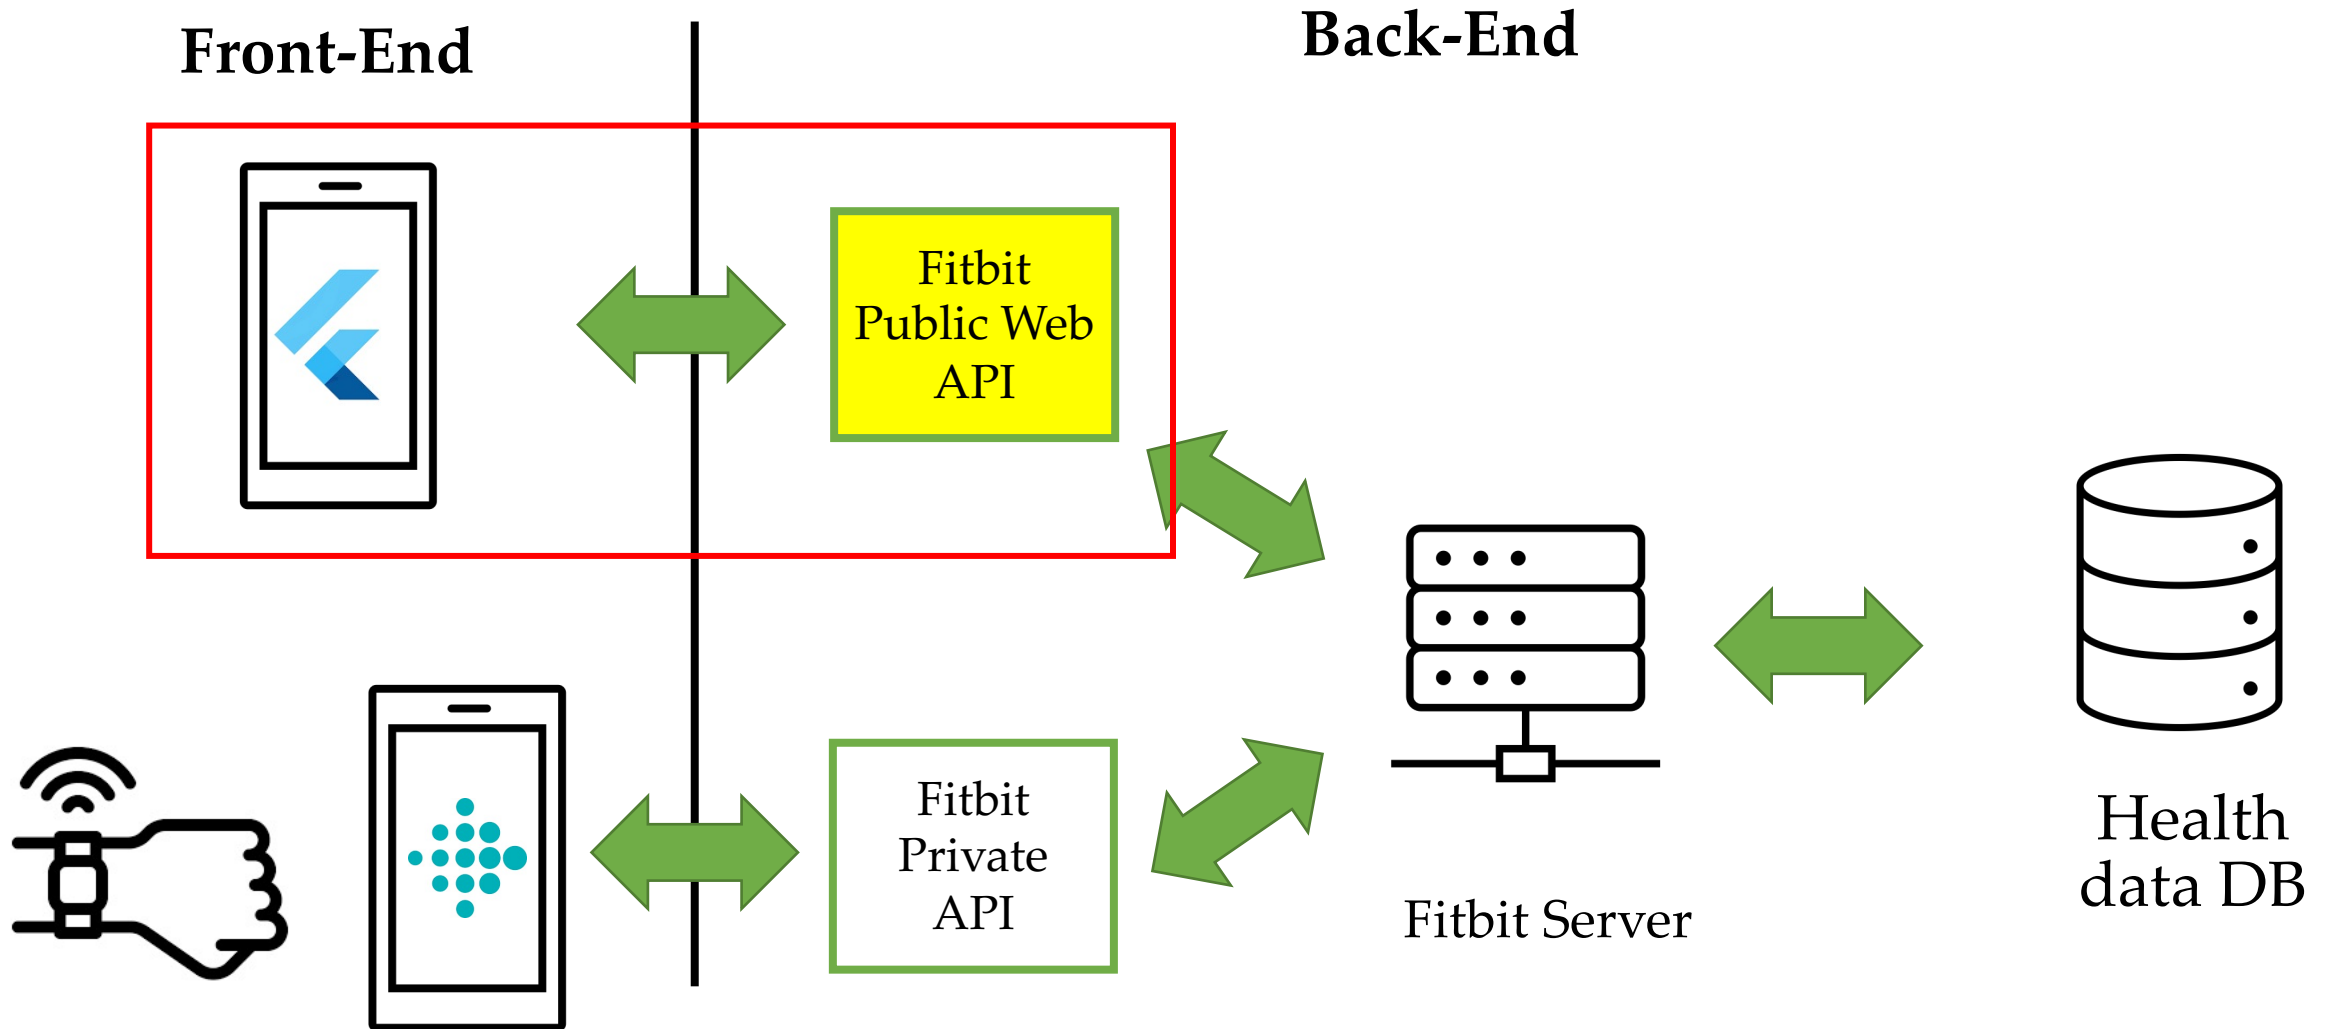 Front-End
Back-End
Fitbit
Public Web
API
Fitbit
Private
API
Fitbit Server
Health
data DB